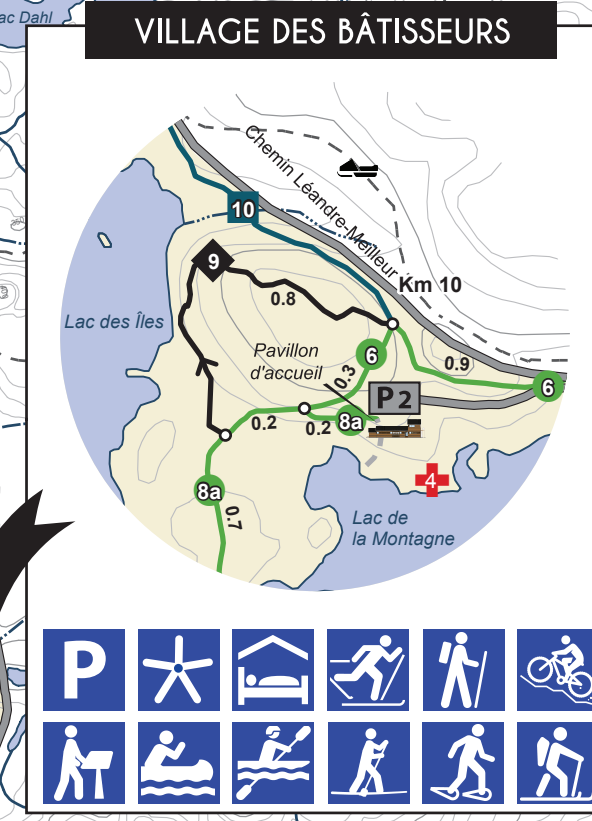 ac Dahl
VILLAGE DES BÂTISSEURS
Chemin Léandre-Meilleur
10
Km 10
9
0.8
Lac des Îles
Pavillon
d'accueil
6
0.9
6
0.3
P 2
0.2
0.2
8a
4
8a
0.7
Lac de
la Montagne
P